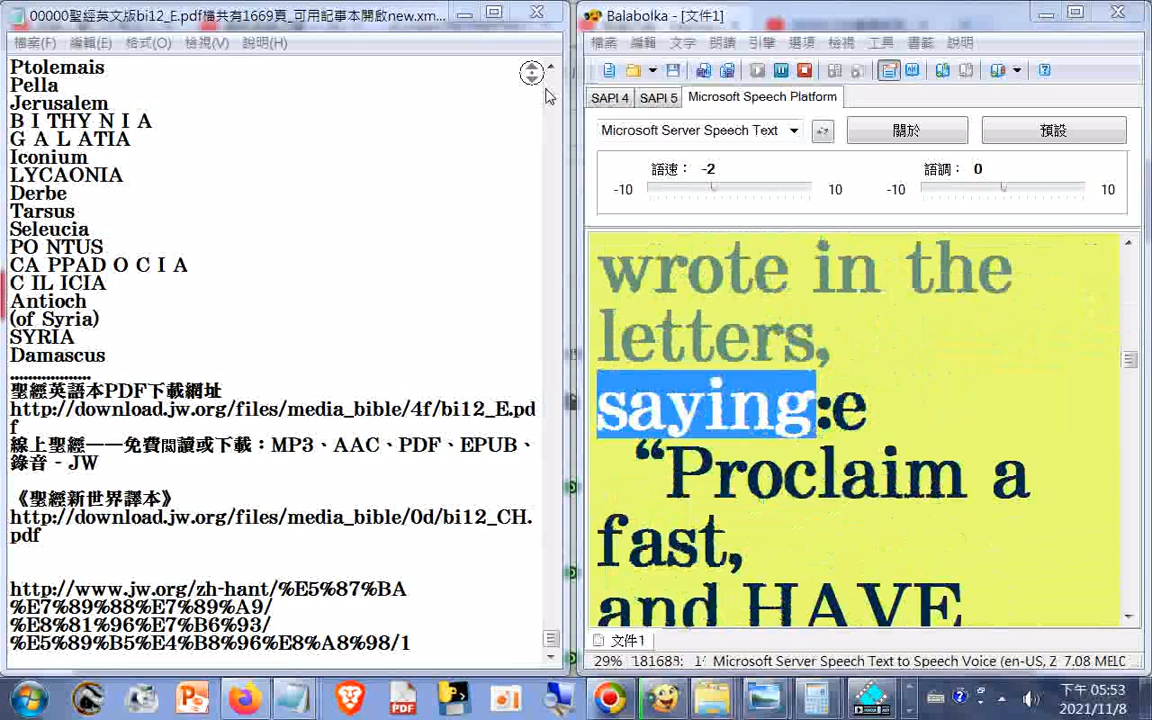 00000聖經英文版bi12_E.pdf檔共有1669頁_可用記事本開啟new.xm...
檔案(F) 編輯(E) 格式(O) 檢視(V) 說明(H)
Ptolemais
Pella
Jerusalem
B I THY N I A
G A L ATIA
Iconium
LYCAONIA
Derbe
Tarsus
Seleucia
PO NTUS
CA PPAD O C I A
C IL ICIA
Antioch
(of Syria)
SYRIA
Damascus
..................
聖經英語本PDF下載網址
http://download.jw.org/files/media_bible/4f/bi12_E.pd
f
線上聖經——免費閱讀或下載：MP3、AAC、PDF、EPUB、
錄音 - JW
《聖經新世界譯本》
http://download.jw.org/files/media_bible/0d/bi12_CH.
pdf
http://www.jw.org/zh-hant/%E5%87%BA
%E7%89%88%E7%89%A9/
%E8%81%96%E7%B6%93/
%E5%89%B5%E4%B8%96%E8%A8%98/1
Balabolka - [文件1]
檔案 編輯 文字 朗讀 引擎 選項 檢視 工具 書籤 說明
SAPI 4 SAPI 5 Microsoft Speech Platform
Microsoft Server Speech Text 關於 預設
語速： -2 語調： 0
-10 10 -10 10
wrote in the
letters,
saying:e
“Proclaim a
fast,
and HAVE
文件1
29% 181683: Microsoft Server Speech Text to Speech Voice (en-US, Z 7.08 MELC
PDF
下午 05:53
2021/11/8